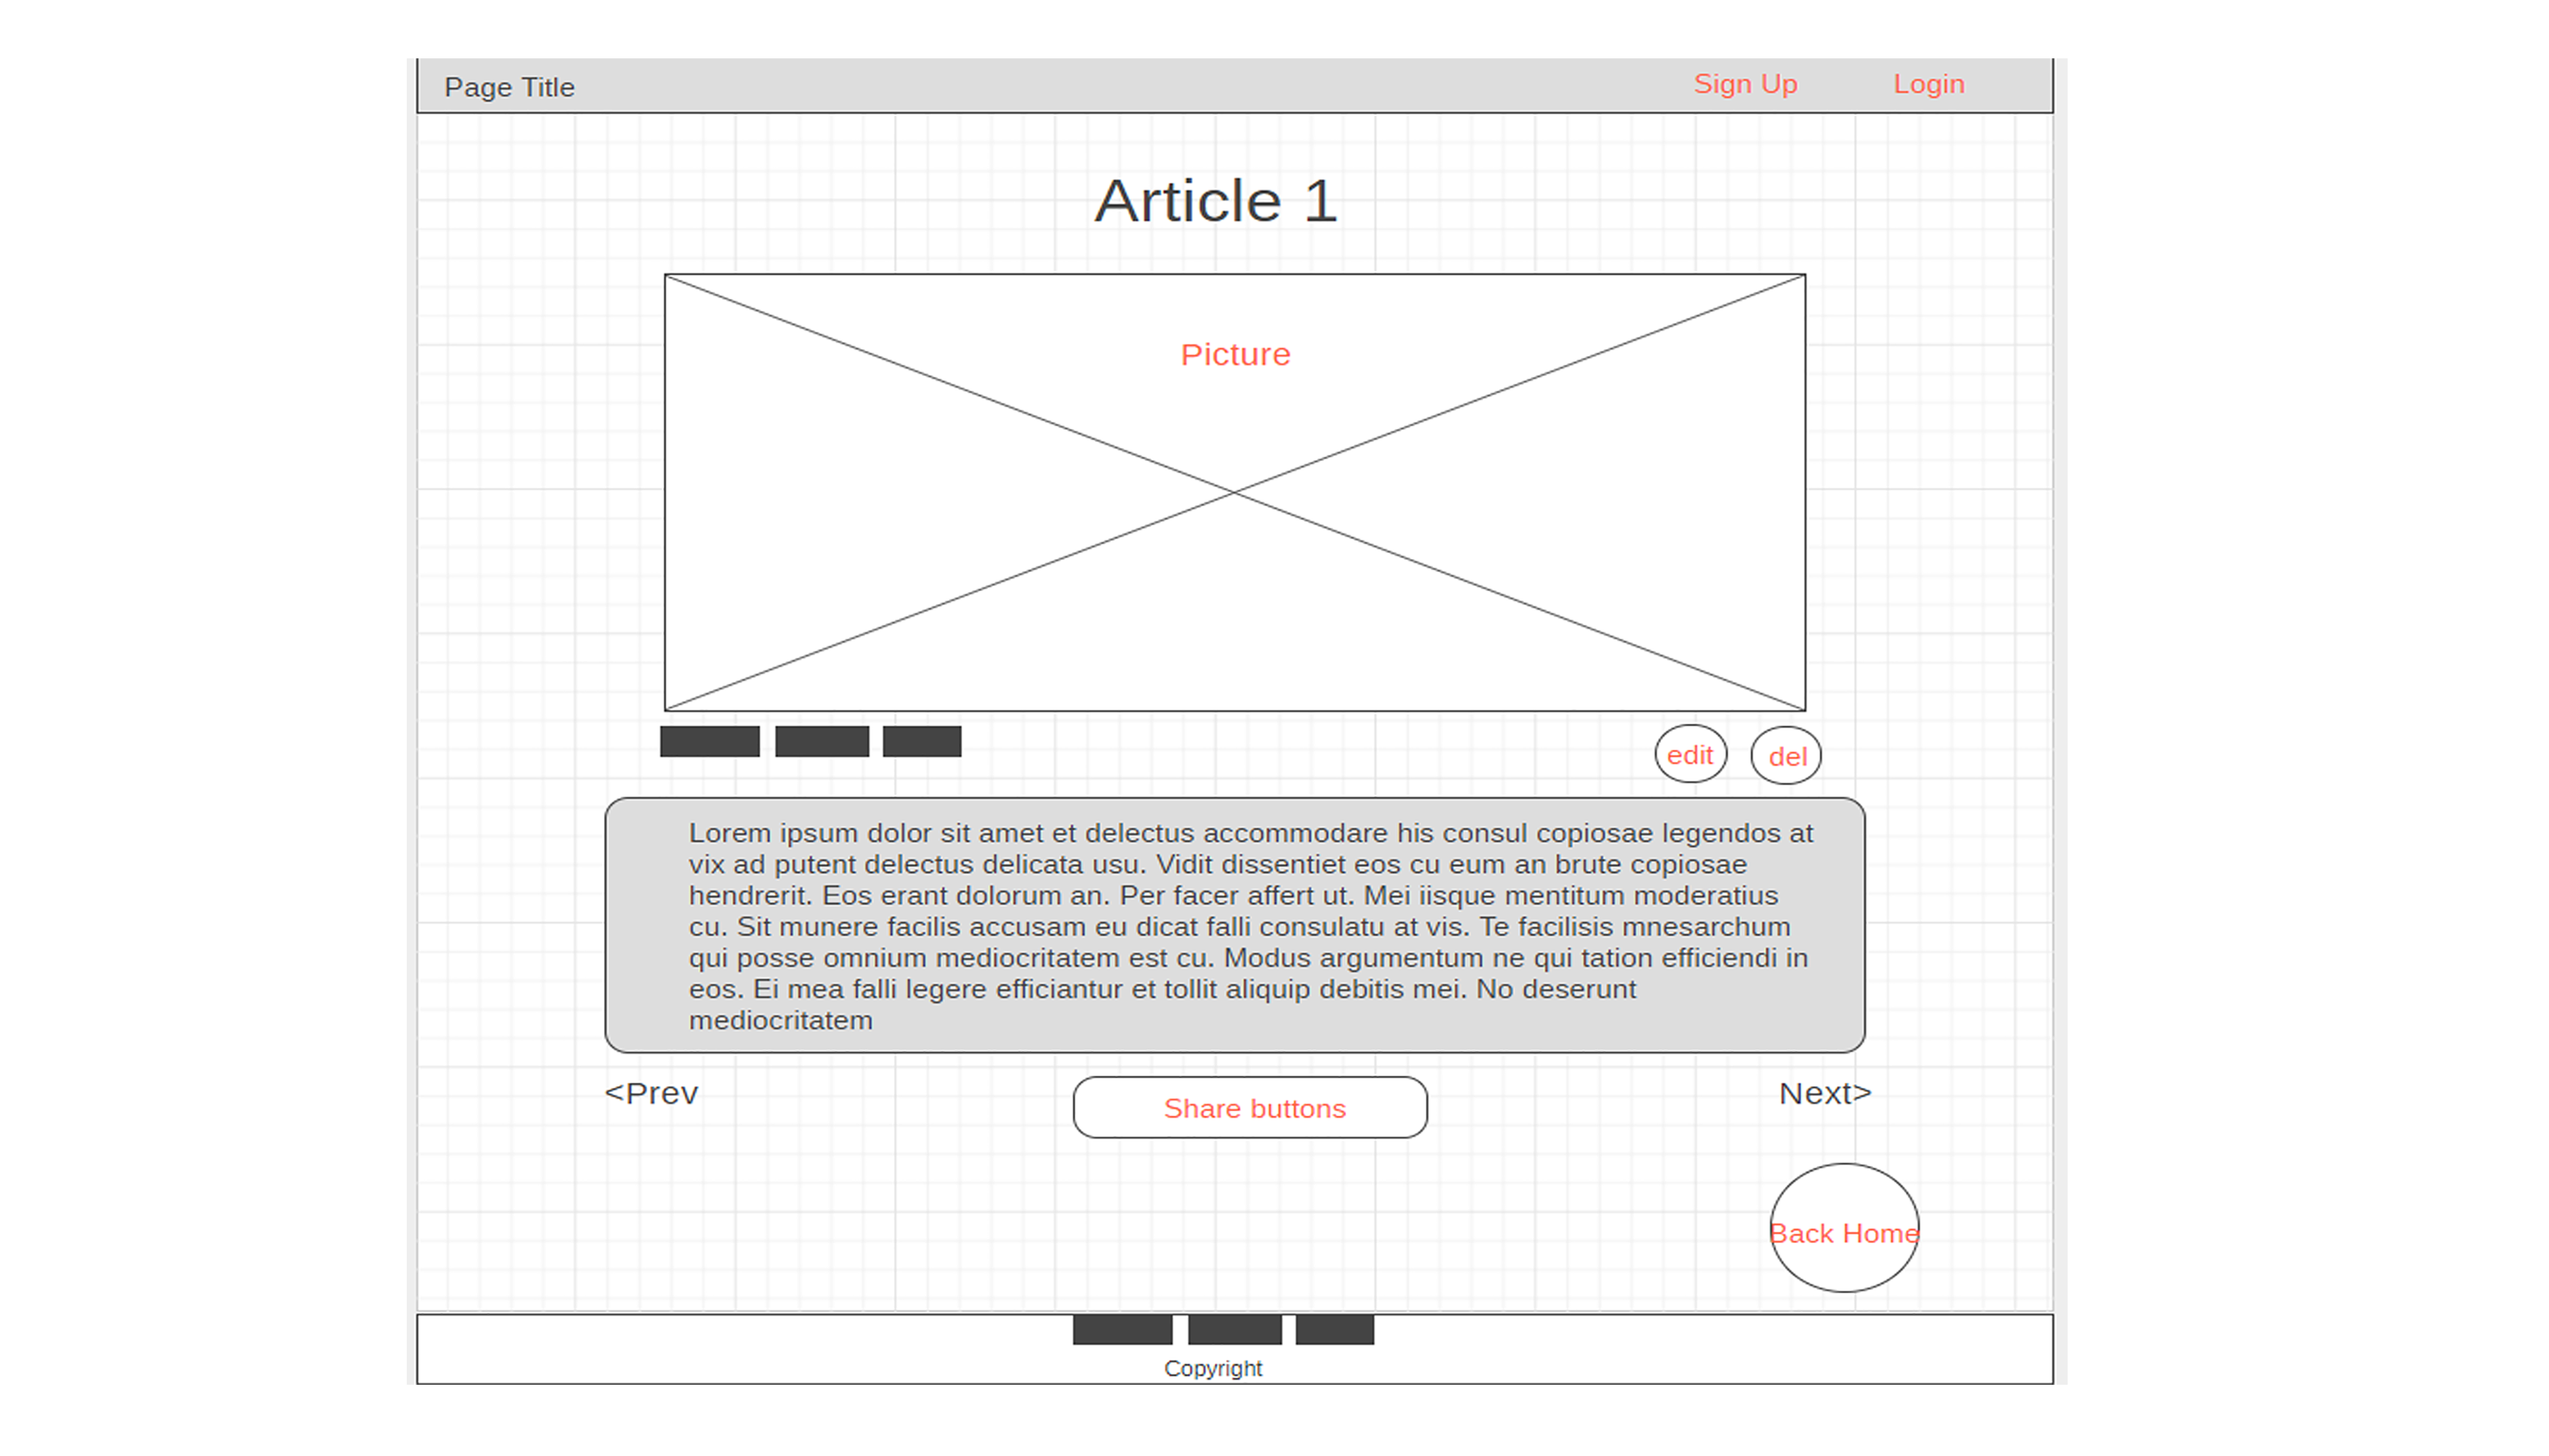 Page Title
Sign Up
Login
Article 1
Picture
edit
del
Lorem ipsum dolor sit amet et delectus accommodare his consul copiosae legendos at
vix ad putent delectus delicata usu. Vidit dissentiet eos cu eum an brute copiosae
hendrerit. Eos erant dolorum an. Per facer affert ut. Mei iisque mentitum moderatius
cu. Sit munere facilis accusam eu dicat falli consulatu at vis. Te facilisis mnesarchum
qui posse omnium mediocritatem est cu. Modus argumentum ne qui tation efficiendi in
eos. Ei mea falli legere efficiantur et tollit aliquip debitis mei. No deserunt
mediocritatem
<Prev
Share buttons
Next>
Back Home
Copyright